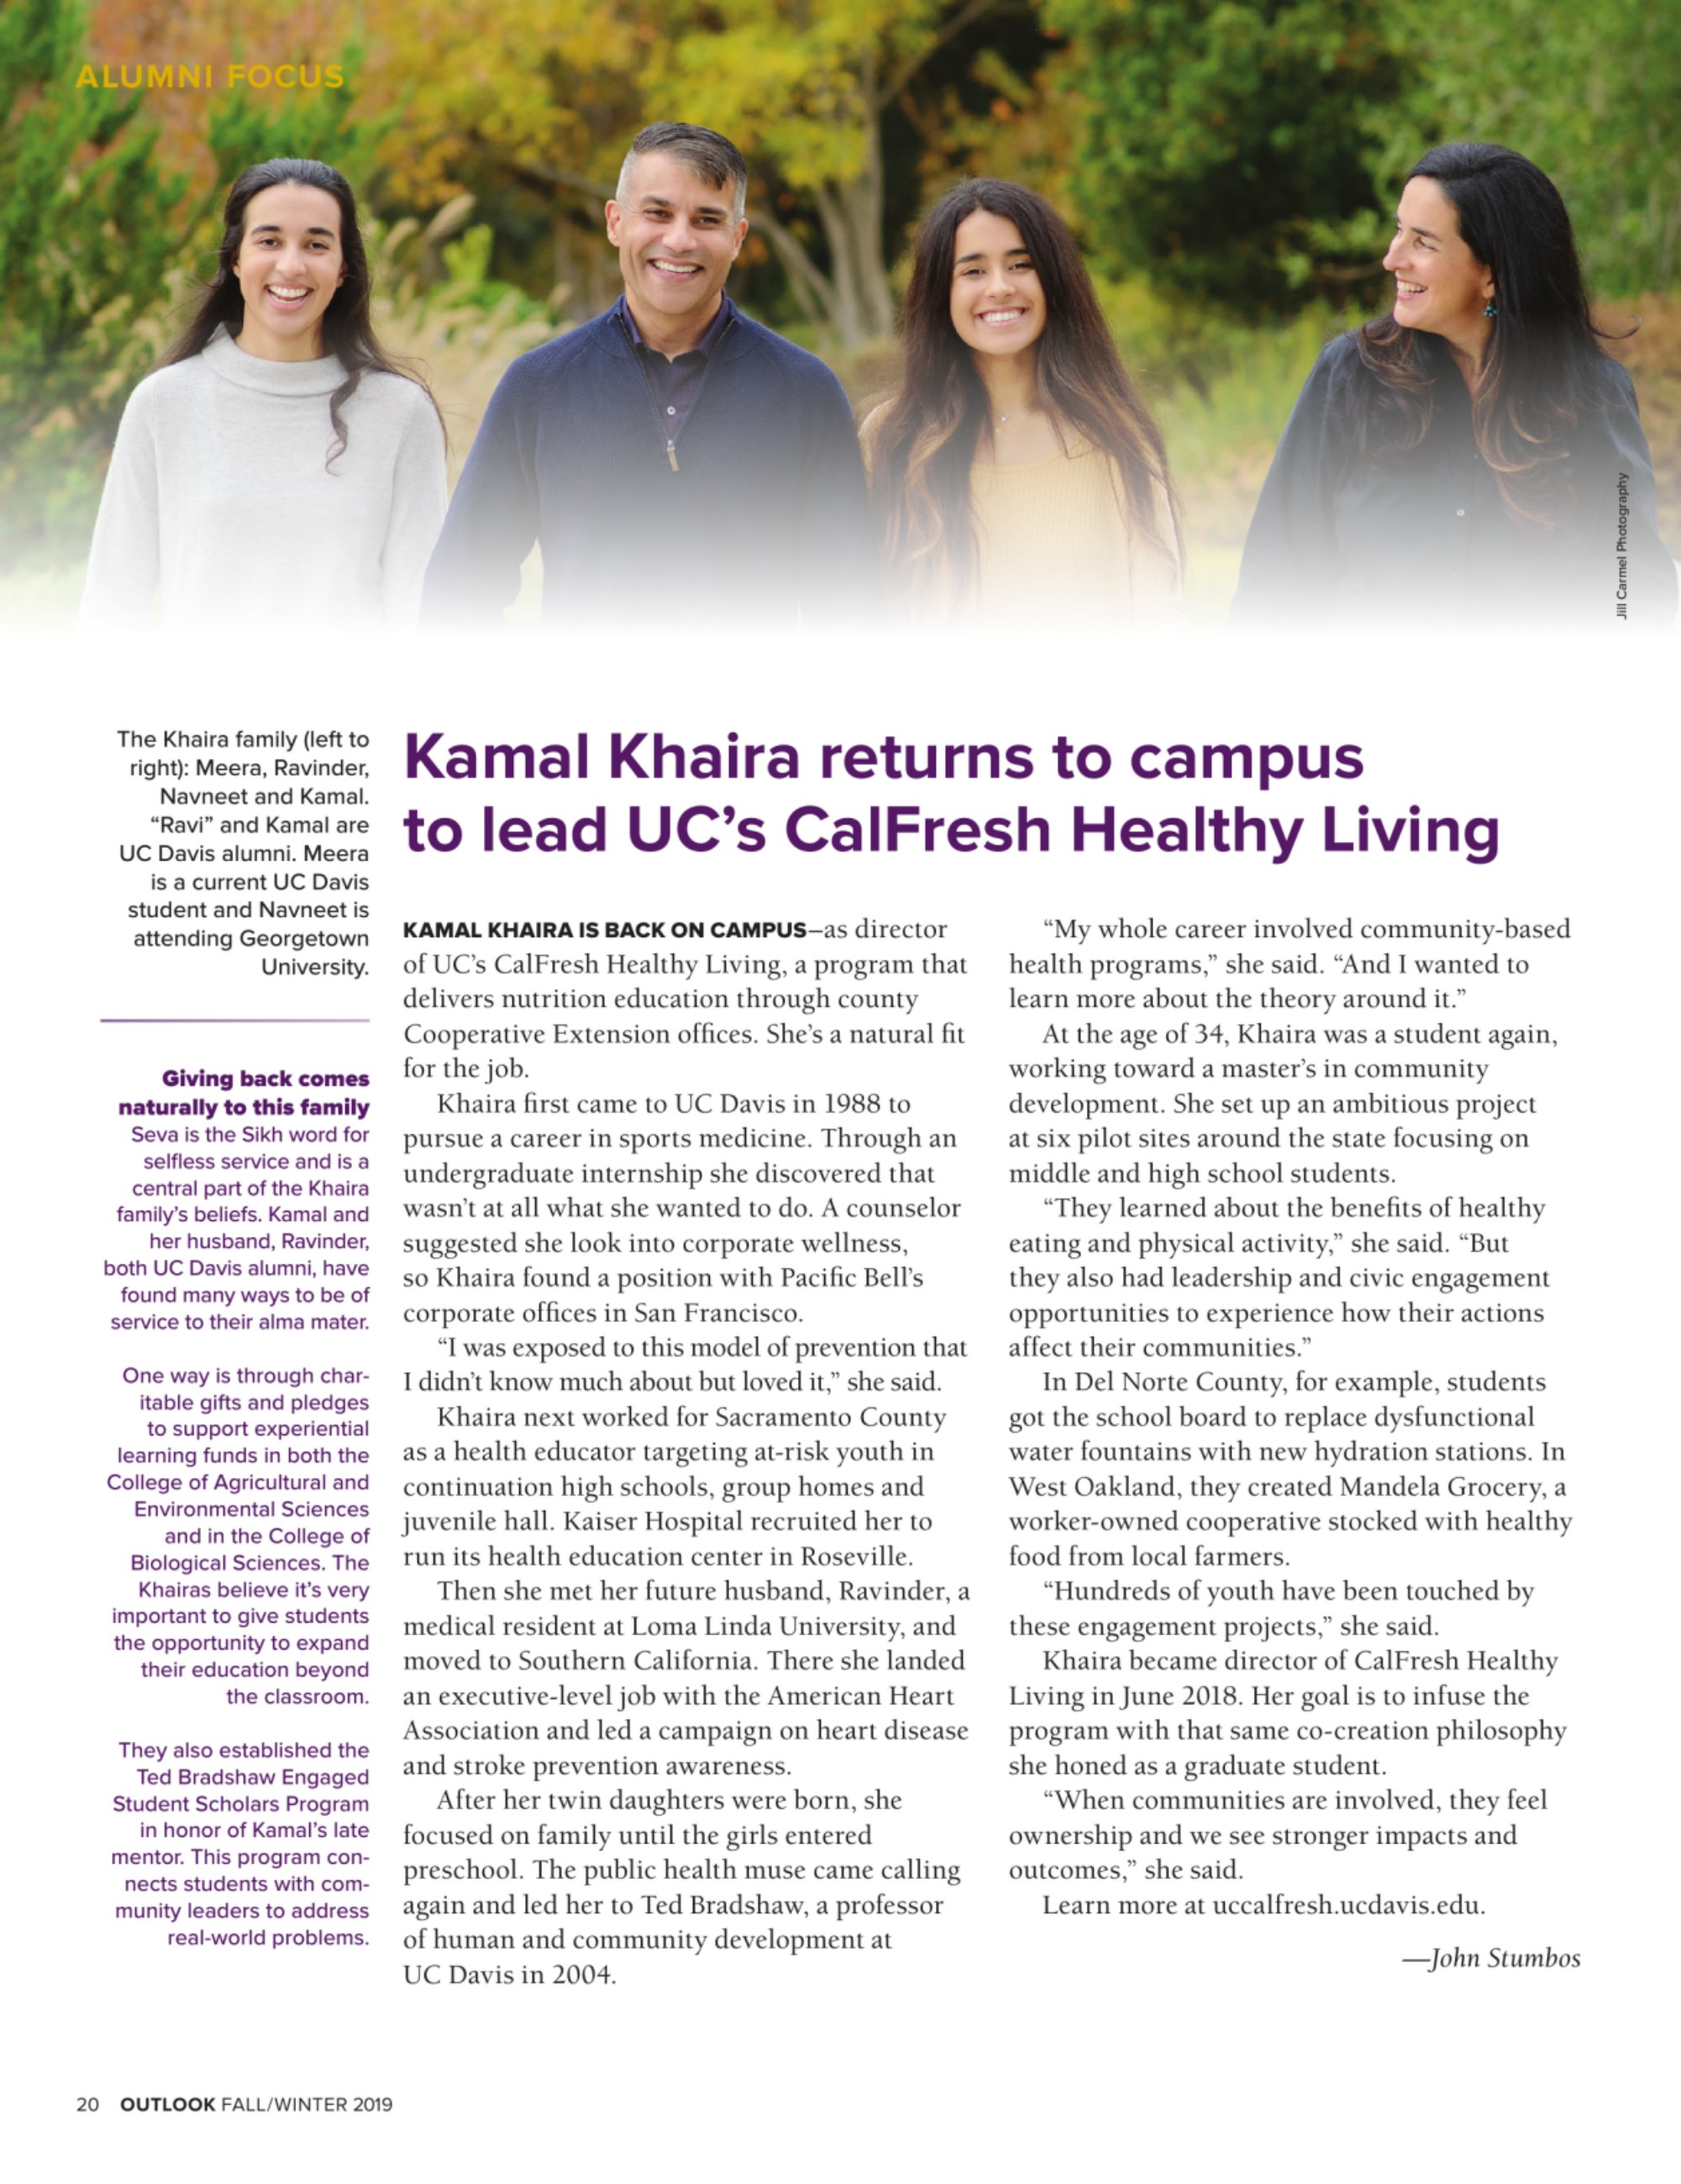 ALUMNI FOCUS
Jill Carmel Photography
The Khaira family (left to
right): Meera, Ravinder,
Navneet and Kamal.
“Ravi” and Kamal are
UC Davis alumni. Meera
is a current UC Davis
student and Navneet is
attending Georgetown
University.
Giving back comes
naturally to this family
Seva is the Sikh word for
selfless service and is a
central part of the Khaira
family’s beliefs. Kamal and
her husband, Ravinder,
both UC Davis alumni, have
found many ways to be of
service to their alma mater.
One way is through char-
itable gifts and pledges
to support experiential
learning funds in both the
College of Agricultural and
Environmental Sciences
and in the College of
Biological Sciences. The
Khairas believe it’s very
important to give students
the opportunity to expand
their education beyond
the classroom.
They also established the
Ted Bradshaw Engaged
Student Scholars Program
in honor of Kamal’s late
mentor. This program con-
nects students with com-
munity leaders to address
real-world problems.
Kamal Khaira returns to campus
to lead UC’s CalFresh Healthy Living
KAMAL KHAIRA IS BACK ON CAMPUS—as director
of UC’s CalFresh Healthy Living, a program that
delivers nutrition education through county
Cooperative Extension offices. She’s a natural fit
for the job.
Khaira first came to UC Davis in 1988 to
pursue a career in sports medicine. Through an
undergraduate internship she discovered that
wasn’t at all what she wanted to do. A counselor
suggested she look into corporate wellness,
so Khaira found a position with Pacific Bell’s
corporate offices in San Francisco.
“I was exposed to this model of prevention that
I didn’t know much about but loved it,” she said.
Khaira next worked for Sacramento County
as a health educator targeting at-risk youth in
continuation high schools, group homes and
juvenile hall. Kaiser Hospital recruited her to
run its health education center in Roseville.
Then she met her future husband, Ravinder, a
medical resident at Loma Linda University, and
moved to Southern California. There she landed
an executive-level job with the American Heart
Association and led a campaign on heart disease
and stroke prevention awareness.
After her twin daughters were born, she
focused on family until the girls entered
preschool. The public health muse came calling
again and led her to Ted Bradshaw, a professor
of human and community development at
UC Davis in 2004.
“My whole career involved community-based
health programs,” she said. “And I wanted to
learn more about the theory around it.”
At the age of 34, Khaira was a student again,
working toward a master’s in community
development. She set up an ambitious project
at six pilot sites around the state focusing on
middle and high school students.
“They learned about the benefits of healthy
eating and physical activity,” she said. “But
they also had leadership and civic engagement
opportunities to experience how their actions
affect their communities.”
In Del Norte County, for example, students
got the school board to replace dysfunctional
water fountains with new hydration stations. In
West Oakland, they created Mandela Grocery, a
worker-owned cooperative stocked with healthy
food from local farmers.
“Hundreds of youth have been touched by
these engagement projects,” she said.
Khaira became director of CalFresh Healthy
Living in June 2018. Her goal is to infuse the
program with that same co-creation philosophy
she honed as a graduate student.
“When communities are involved, they feel
ownership and we see stronger impacts and
outcomes,” she said.
Learn more at uccalfresh.ucdavis.edu.
—John Stumbos
20 OUTLOOK FALL/WINTER 2019